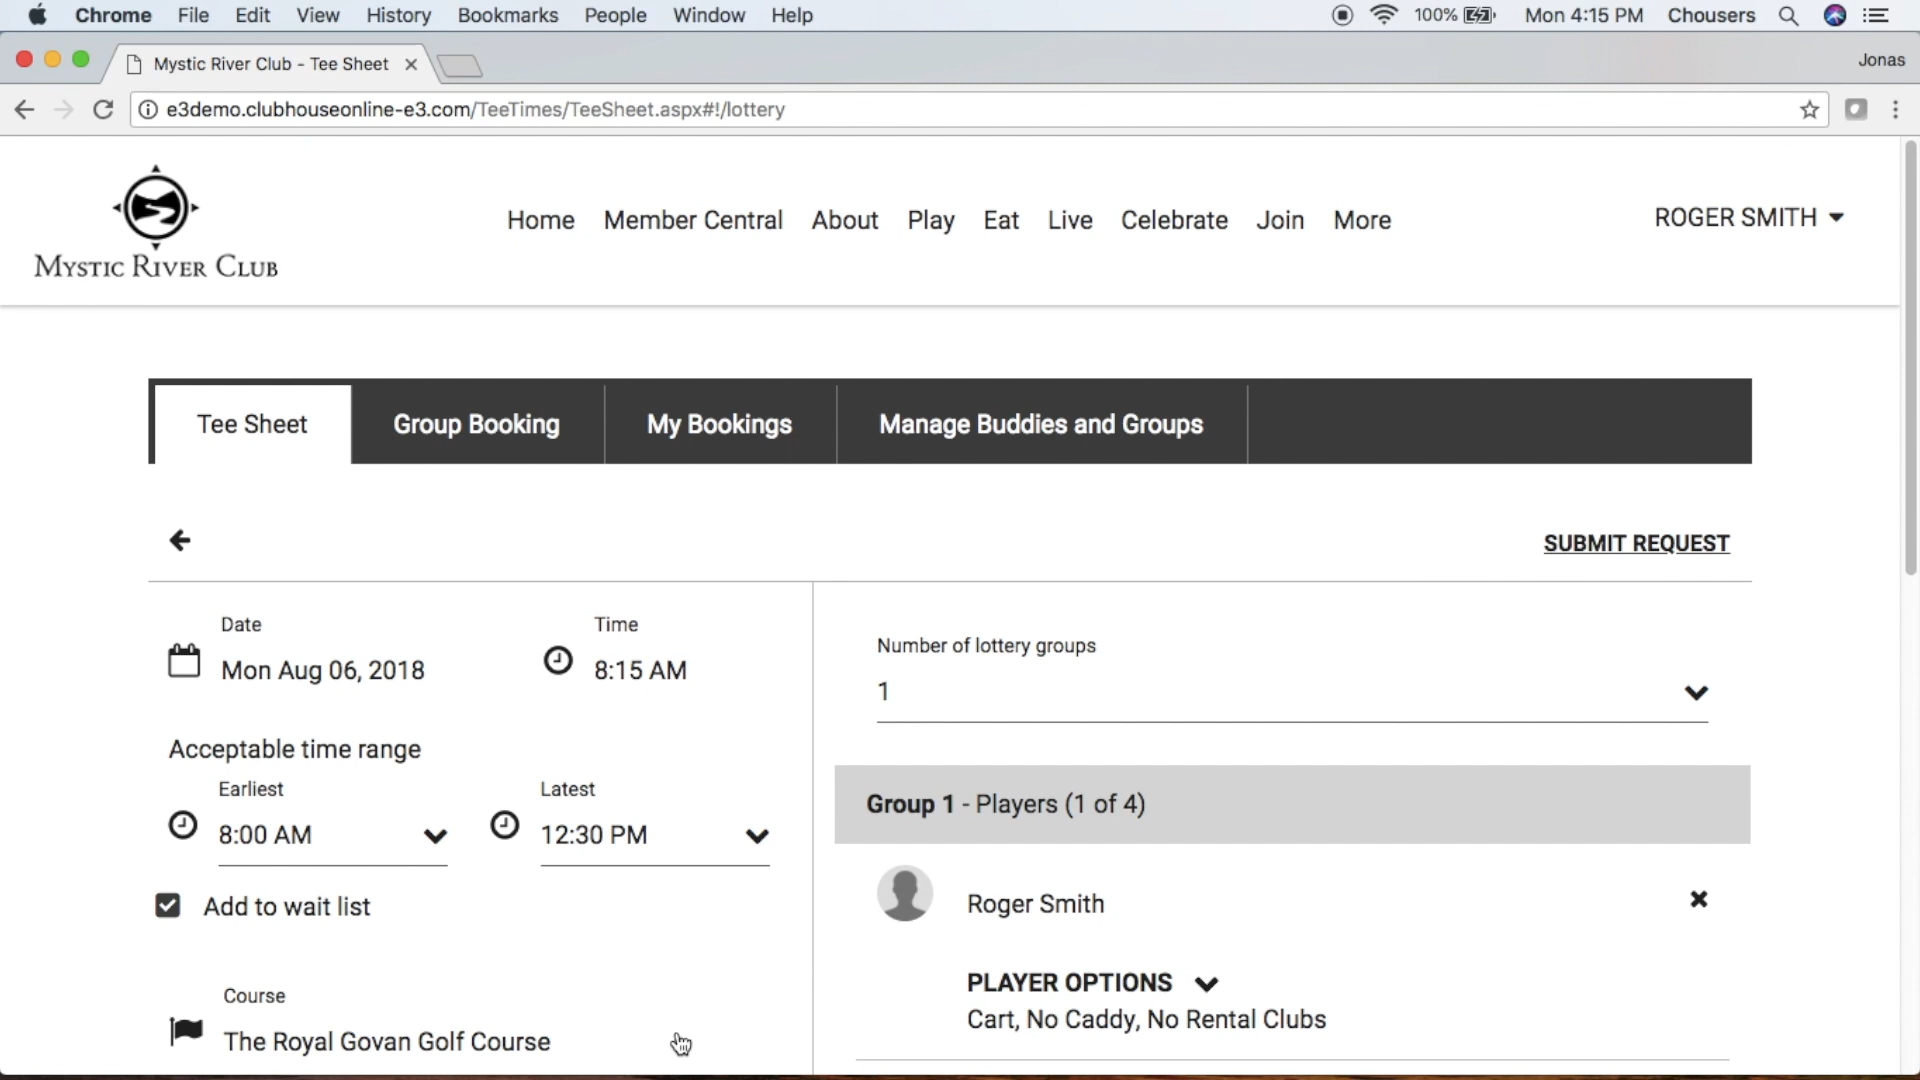 Chrome File Edit View History Bookmarks People Window Help 100% Mon 4:15 PM Chousers
Mystic River Club - Tee Sheet Jonas
e3demo.clubhouseonline-e3.com/TeeTimes/TeeSheet.aspx#!/lottery
MYSTIC RIVER CLUB
Home Member Central About Play Eat Live Celebrate Join More
ROGER SMITH
Tee Sheet Group Booking My Bookings Manage Buddies and Groups
SUBMIT REQUEST
Date
Mon Aug 06, 2018
Time
8:15 AM
Acceptable time range
Earliest
8:00 AM
Latest
12:30 PM
Add to wait list
Course
The Royal Govan Golf Course
Number of lottery groups
1
Group 1 - Players (1 of 4)
Roger Smith
PLAYER OPTIONS
Cart, No Caddy, No Rental Clubs